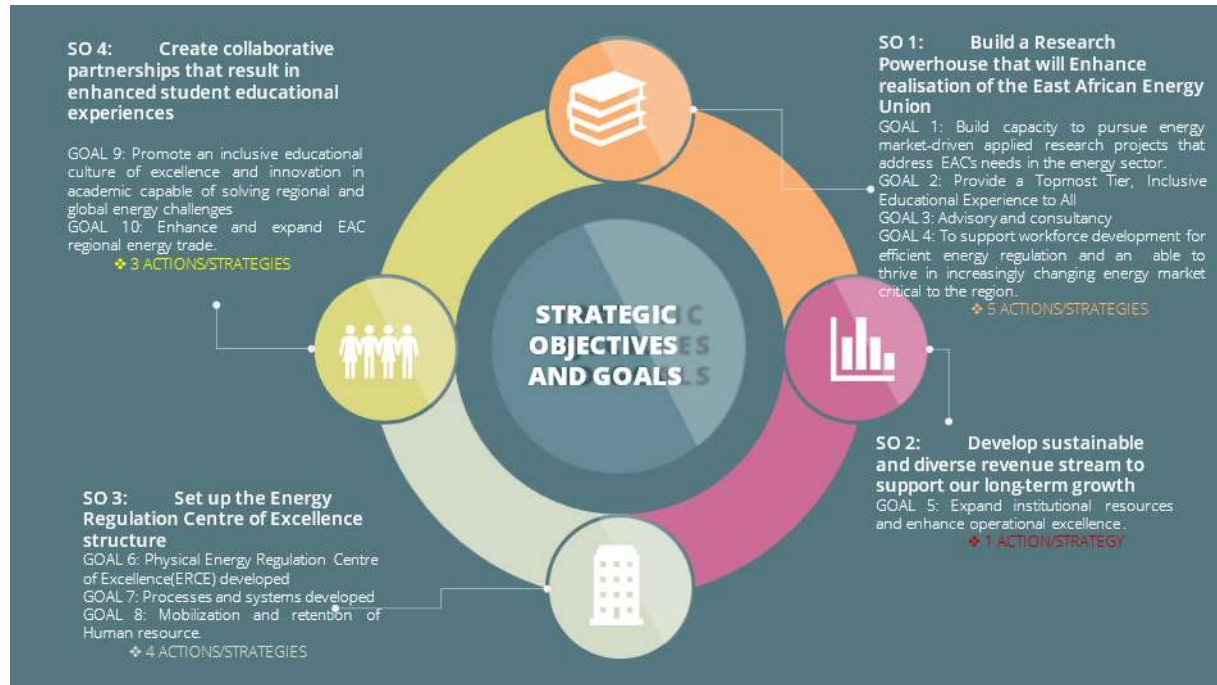 SO 4: Create collaborative
partnerships that result in
enhanced student educational
experiences
GOAL 9: Promote an inclusive educational
culture of excellence and innovation in
academic capable of solving regional and
global energy challenges
GOAL 10: Enhance and expand EAC
regional energy trade.
❖ 3 ACTIONS/STRATEGIES
SO 1: Build a Research
Powerhouse that will Enhance
realisation of the East African Energy
Union
GOAL 1: Build capacity to pursue energy
market-driven applied research projects that
address EAC's needs in the energy sector.
GOAL 2: Provide a Topmost Tier, Inclusive
Educational Experience to All
GOAL 3: Advisory and consultancy
GOAL 4: To support workforce development for
efficient energy regulation and an able to
thrive in increasingly changing energy market
critical to the region.
❖ 5 ACTIONS/STRATEGIES
STRATEGIC
OBJECTIVES
AND GOALS
SO 2: Develop sustainable
and diverse revenue stream to
support our long-term growth
GOAL 5: Expand institutional resources
and enhance operational excellence.
❖ 1 ACTION/STRATEGY
SO 3: Set up the Energy
Regulation Centre of Excellence
structure
GOAL 6: Physical Energy Regulation Centre
of Excellence(ERCE) developed
GOAL 7: Processes and systems developed
GOAL 8: Mobilization and retention of
Human resource.
❖ 4 ACTIONS/STRATEGIES